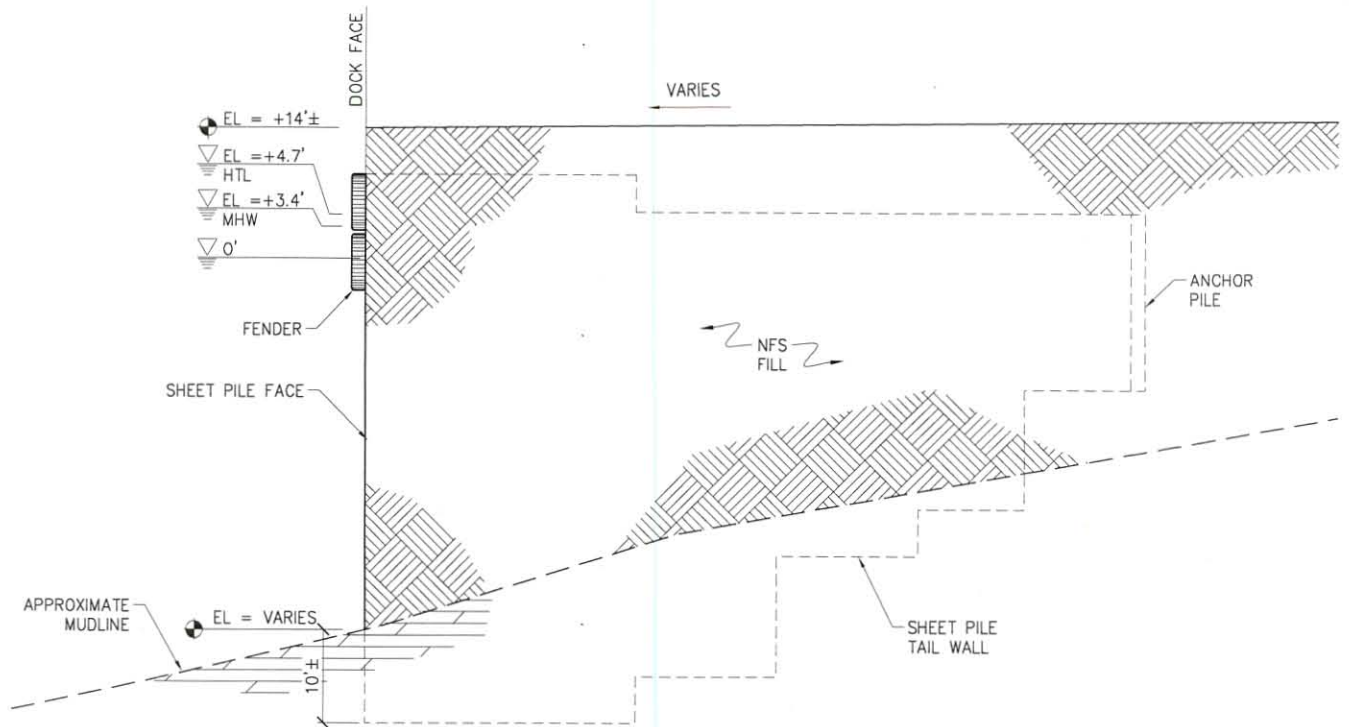 DOCK FACE
VARIES
EL = +14'±
EL =+4.7'
HTL
EL =+3.4'
MHW
0'
FENDER
ANCHOR
PILE
NFS
FILL
SHEET PILE FACE
APPROXIMATE
MUDLINE
EL = VARIES
10'±
SHEET PILE
TAIL WALL